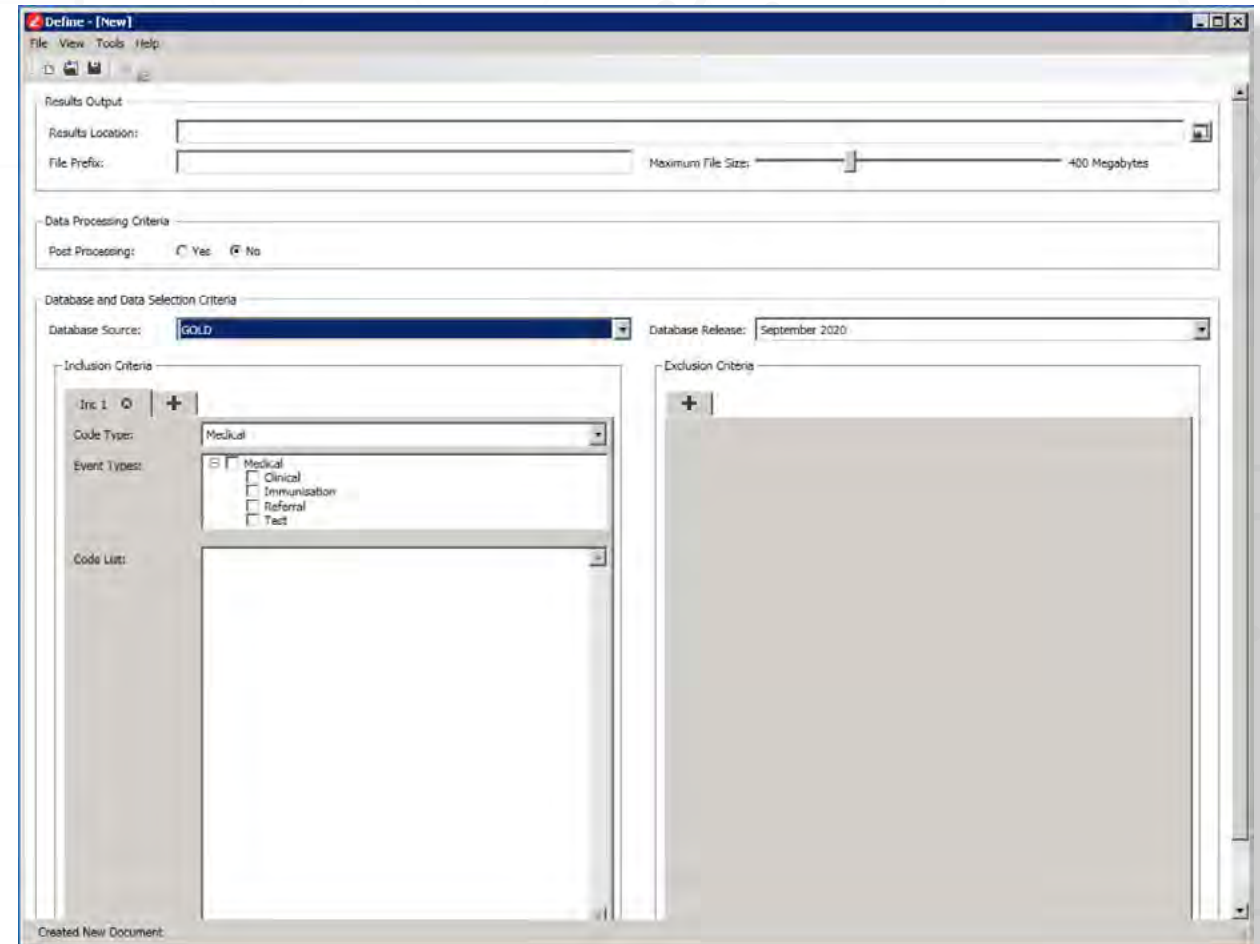 Define - [New]
File View Tools Help
Results Output
Results Location:
File Prefix: Maximum File Size: 400 Megabytes
Data Processing Criteria
Post Processing: Yes No
Database and Data Selection Criteria
Database Source: GOLD Database Release: September 2020
Inclusion Criteria Exclusion Criteria
Inc 1
Code Type: Medical
Event Types: Medical
Clinical
Immunisation
Referral
Test
Code List:
Created New Document